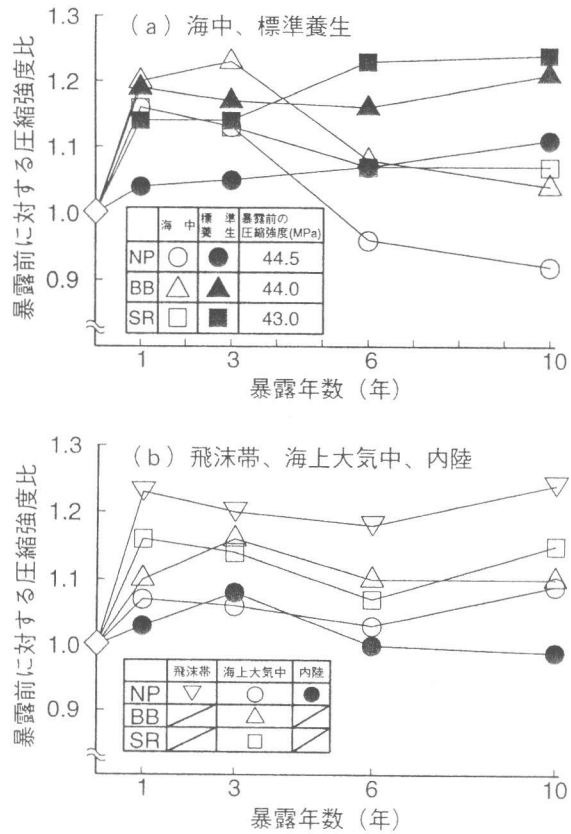 (a)海中、標準養生
暴露前に対する圧縮強度比
1.3
1.2
1.1
1.0
0.9
海中 標準養生 暴露前の圧縮強度(MPa)
NP 44.5
BB 44.0
SR 43.0
1 3 6 10
暴露年数(年)
(b)飛沫帯、海上大気中、内陸
暴露前に対する圧縮強度比
1.3
1.2
1.1
1.0
0.9
飛沫帯 海上大気中 内陸
NP
BB
SR
1 3 6 10
暴露年数(年)